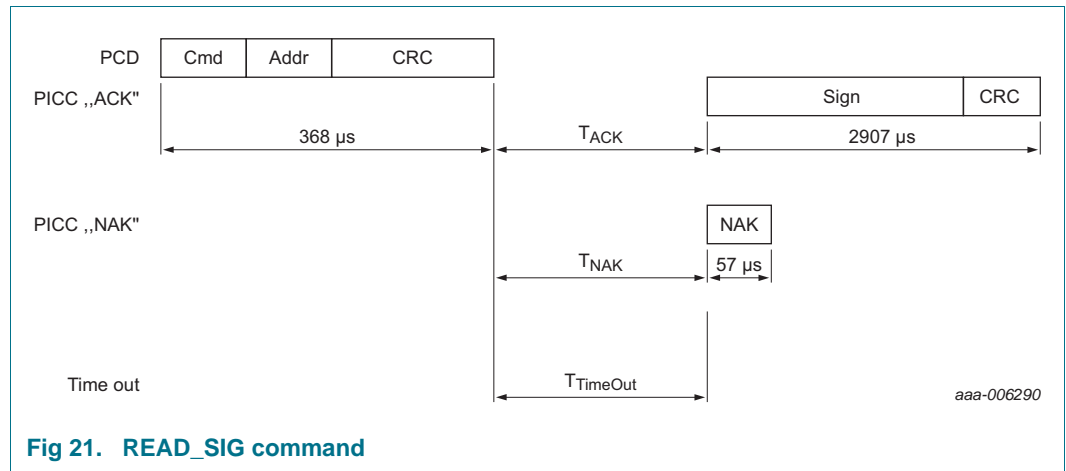 PCD Cmd Addr CRC
PICC ,,ACK" Sign CRC
368 µs TACK 2907 µs
PICC ,,NAK" NAK
TNAK 57 µs
Time out TTimeOut aaa-006290
Fig 21. READ_SIG command